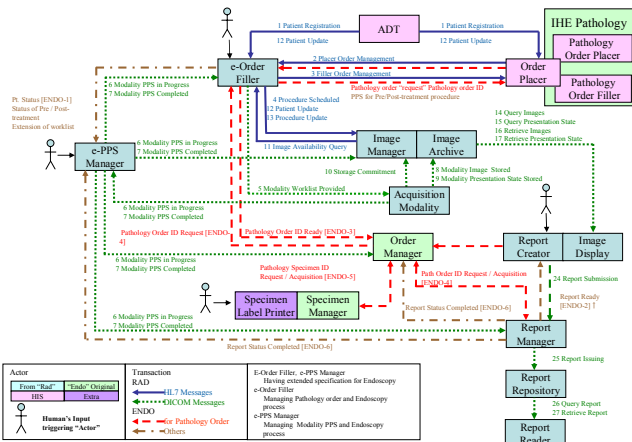 ADT
IHE Pathology
Pathology
Order Placer
Pathology
Order Filler
1 Patient Registration
12 Patient Update
1 Patient Registration
12 Patient Update
e-Order
Filler
2 Placer Order Management
3 Filler Order Management
Pathology order "request" Pathology order ID
PPS for Pre/Post-treatment procedure
Order
Placer
6 Modality PPS in Progress
7 Modality PPS Completed
Pt. Status [ENDO-1]
Status of Pre / Post-
treatment
Extension of worklist
4 Procedure Scheduled
12 Patient Update
13 Procedure Update
14 Query Images
15 Query Presentation State
16 Retrieve Images
17 Retrieve Presentation State
e-PPS
Manager
6 Modality PPS in Progress
7 Modality PPS Completed
11 Image Availability Query
Image
Manager
Image
Archive
10 Storage Commitment
8 Modality Image Stored
9 Modality Presentation State Stored
5 Modality Worklist Provided
6 Modality PPS in Progress
7 Modality PPS Completed
Acquisition
Modality
Pathology Order ID Request [ENDO-
4]
Pathology Order ID Ready [ENDO-3]
6 Modality PPS in Progress
7 Modality PPS Completed
Order
Manager
Report
Creator
Image
Display
Pathology Specimen ID
Request / Acquisition [ENDO-5]
Path Order ID Request / Acquisition
[ENDO-4]
24 Report Submission
Report Ready
[ENDO-2] ↑
Specimen
Label Printer
Specimen
Manager
Report Status Completed [ENDO-6]
6 Modality PPS in Progress
7 Modality PPS Completed
Report Status Completed [ENDO-6]
Report
Manager
25 Report Issuing
Report
Repository
26 Query Report
27 Retrieve Report
Report
Reader
Actor
From "Rad"
"Endo" Original
HIS
Extra
Human's Input
triggering "Actor"
Transaction
RAD
HL7 Messages
DICOM Messages
ENDO
for Pathology Order
Others
E-Order Filler, e-PPS Manager
Having extended specification for Endoscopy
e-Order Filler
Managing Pathology order and Endoscopy
process
e-PPS Manager
Managing Modality PPS and Endoscopy
process